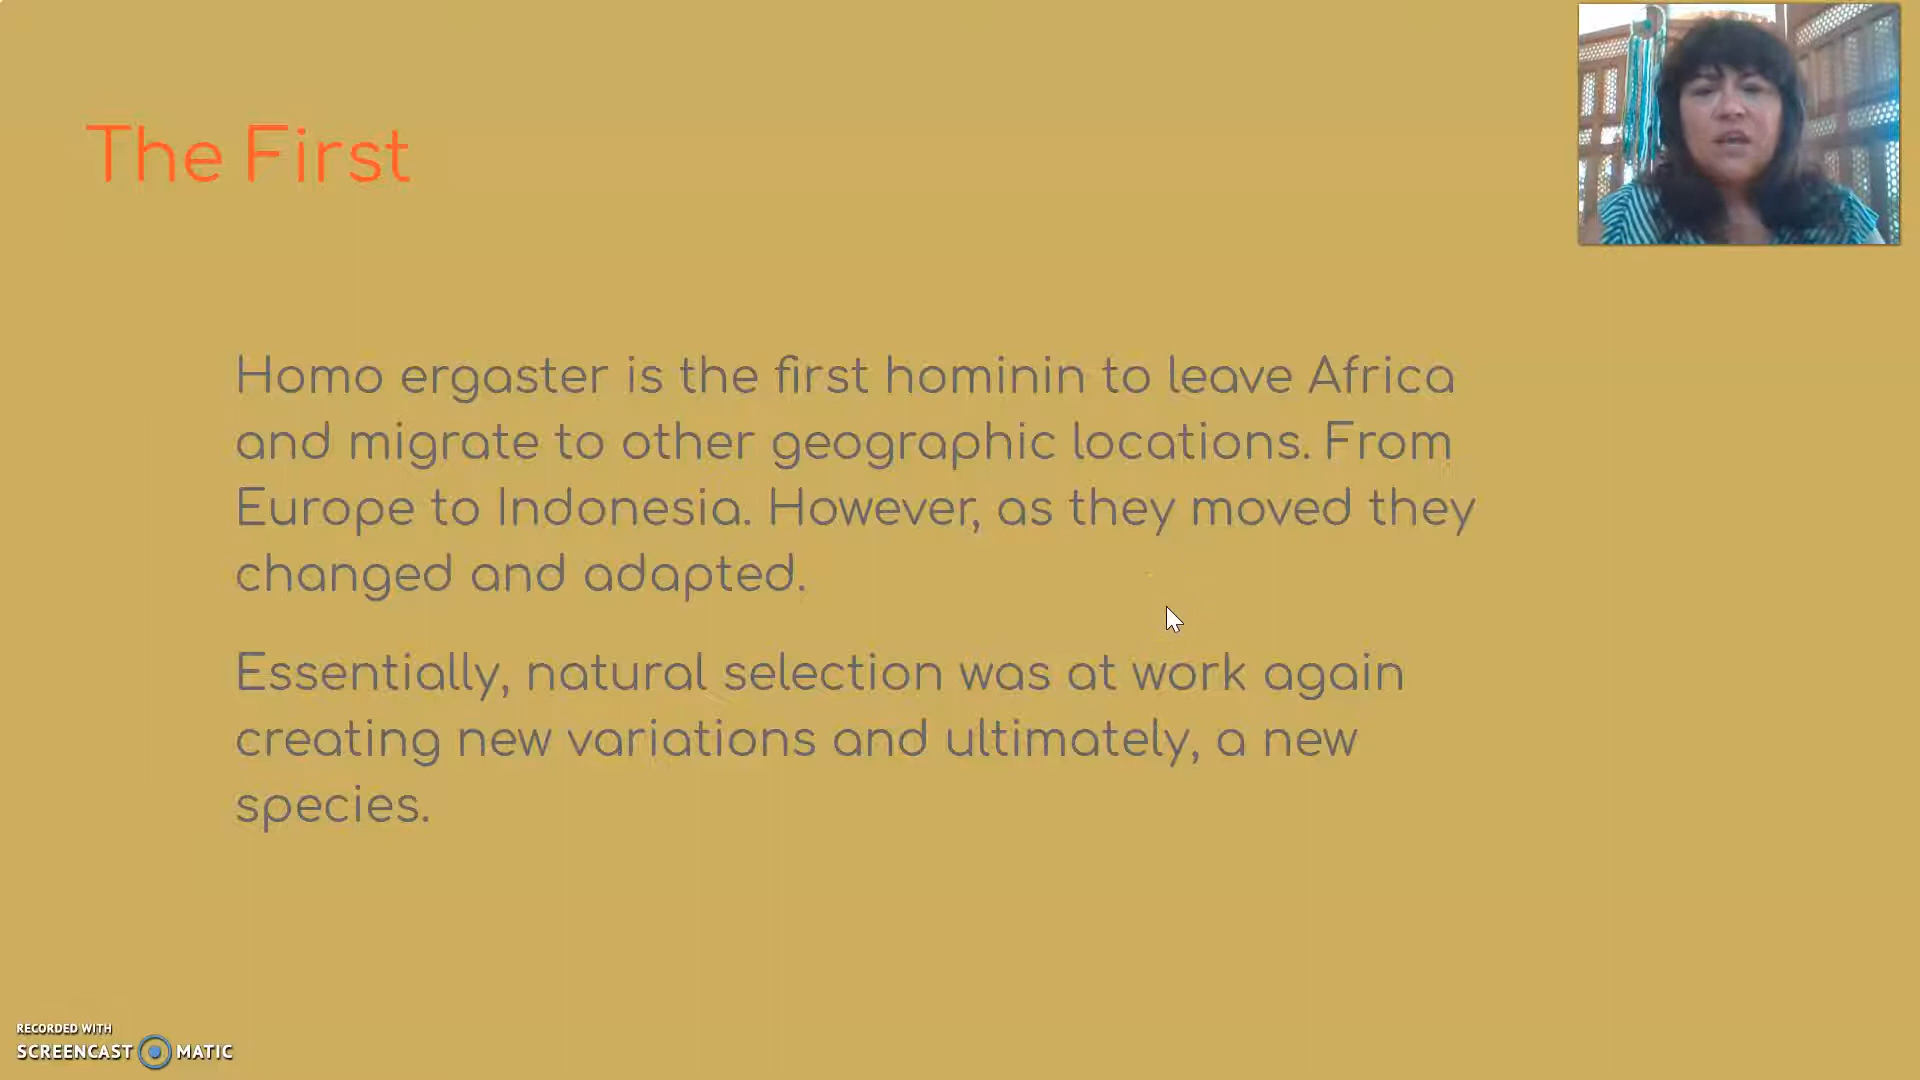 The First
Homo ergaster is the first hominin to leave Africa
and migrate to other geographic locations. From
Europe to Indonesia. However, as they moved they
changed and adapted.
Essentially, natural selection was at work again
creating new variations and ultimately, a new
species.
RECORDED WITH
SCREENCAST MATIC